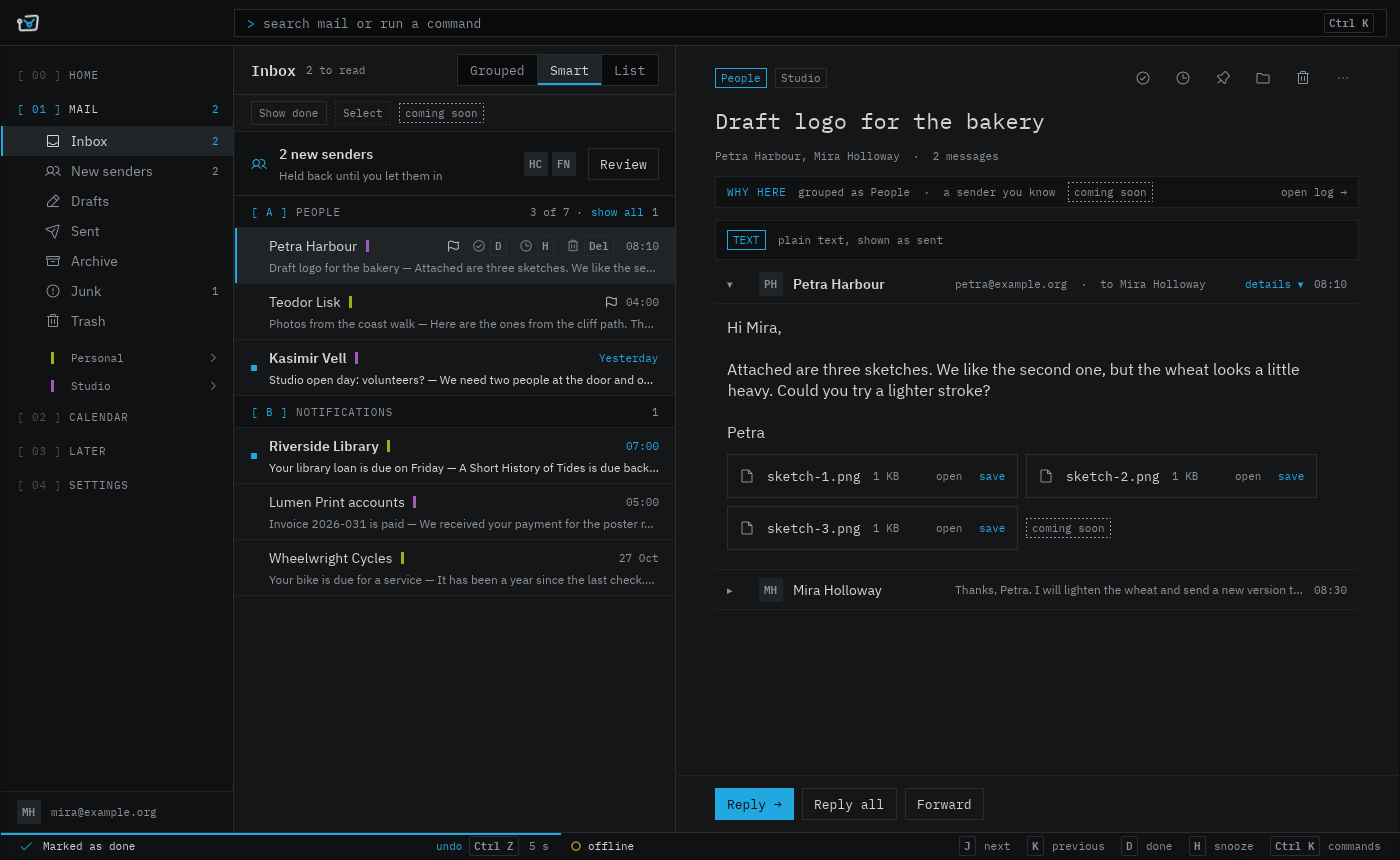 > search mail or run a command Ctrl K
[ 00 ] HOME
[ 01 ] MAIL 2
Inbox 2
New senders 2
Drafts
Sent
Archive
Junk 1
Trash
Personal
Studio
[ 02 ] CALENDAR
[ 03 ] LATER
[ 04 ] SETTINGS
MH mira@example.org
Inbox 2 to read Grouped Smart List
Show done Select coming soon
2 new senders
Held back until you let them in
HC FN Review
[ A ] PEOPLE 3 of 7 · show all 1
Petra Harbour D H Del 08:10
Draft logo for the bakery — Attached are three sketches. We like the se…
Teodor Lisk 04:00
Photos from the coast walk — Here are the ones from the cliff path. Th…
Kasimir Vell Yesterday
Studio open day: volunteers? — We need two people at the door and o…
[ B ] NOTIFICATIONS 1
Riverside Library 07:00
Your library loan is due on Friday — A Short History of Tides is due back…
Lumen Print accounts 05:00
Invoice 2026-031 is paid — We received your payment for the poster r…
Wheelwright Cycles 27 Oct
Your bike is due for a service — It has been a year since the last check.…
People Studio ···
Draft logo for the bakery
Petra Harbour, Mira Holloway · 2 messages
WHY HERE grouped as People · a sender you know coming soon open log →
TEXT plain text, shown as sent
▾ PH Petra Harbour petra@example.org · to Mira Holloway details ▾ 08:10
Hi Mira,
Attached are three sketches. We like the second one, but the wheat looks a little
heavy. Could you try a lighter stroke?
Petra
sketch-1.png 1 KB open save
sketch-2.png 1 KB open save
sketch-3.png 1 KB open save
coming soon
▸ MH Mira Holloway Thanks, Petra. I will lighten the wheat and send a new version t… 08:30
Reply → Reply all Forward
Marked as done undo Ctrl Z 5 s offline J next K previous D done H snooze Ctrl K commands